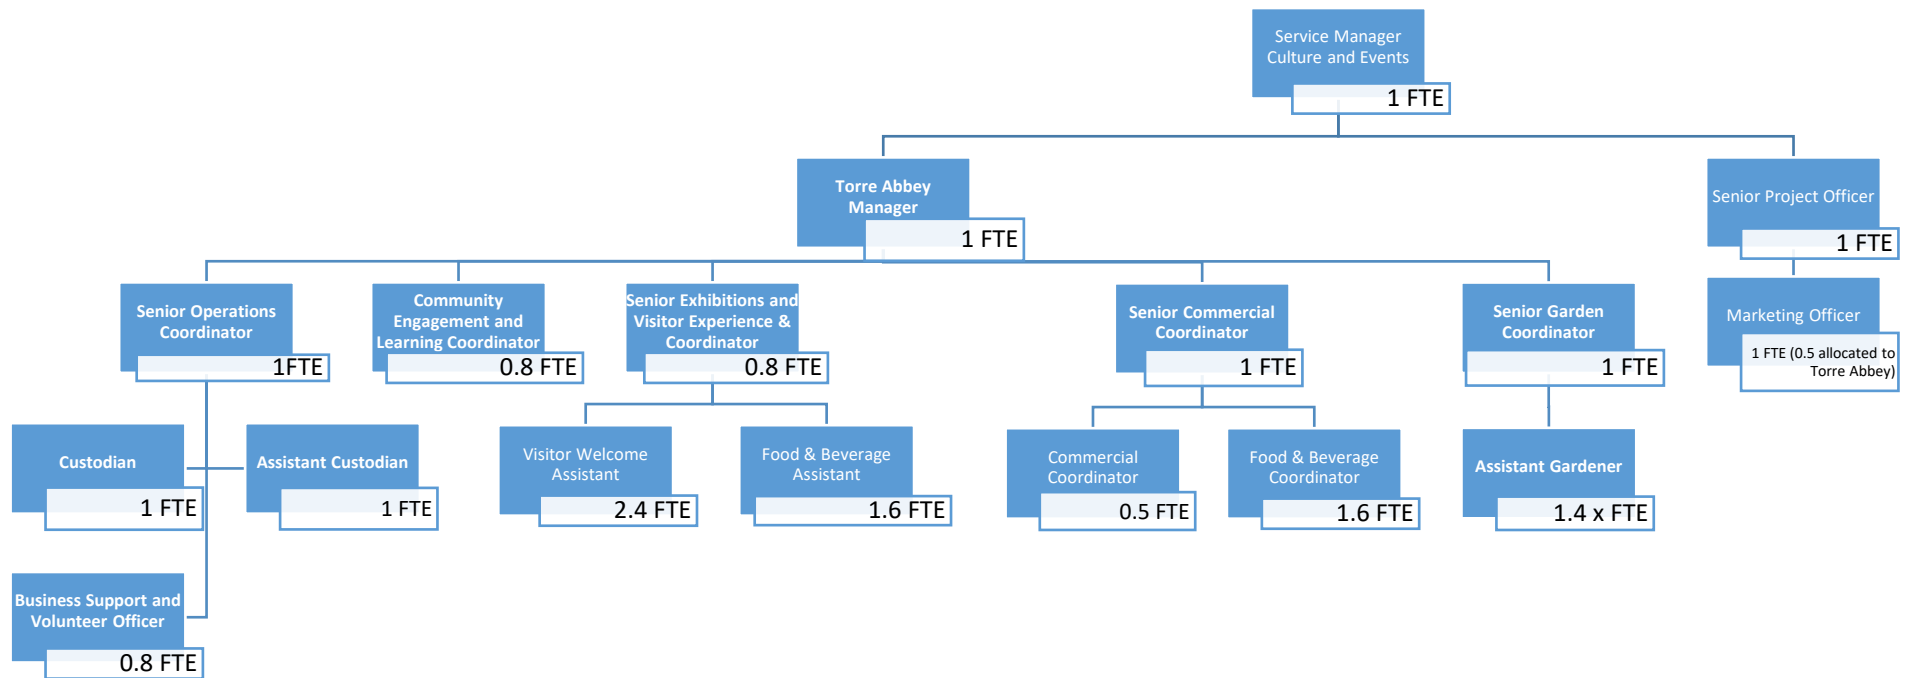 Service Manager
Culture and Events
1 FTE
Torre Abbey
Manager
1 FTE
Senior Project Officer
1 FTE
Senior Operations
Coordinator
1FTE
Community
Engagement and
Learning Coordinator
0.8 FTE
Senior Exhibitions and
Visitor Experience &
Coordinator
0.8 FTE
Senior Commercial
Coordinator
1 FTE
Senior Garden
Coordinator
1 FTE
Marketing Officer
1 FTE (0.5 allocated to
Torre Abbey)
Custodian
1 FTE
Assistant Custodian
1 FTE
Visitor Welcome
Assistant
2.4 FTE
Food & Beverage
Assistant
1.6 FTE
Commercial
Coordinator
0.5 FTE
Food & Beverage
Coordinator
1.6 FTE
Assistant Gardener
1.4 x FTE
Business Support and
Volunteer Officer
0.8 FTE